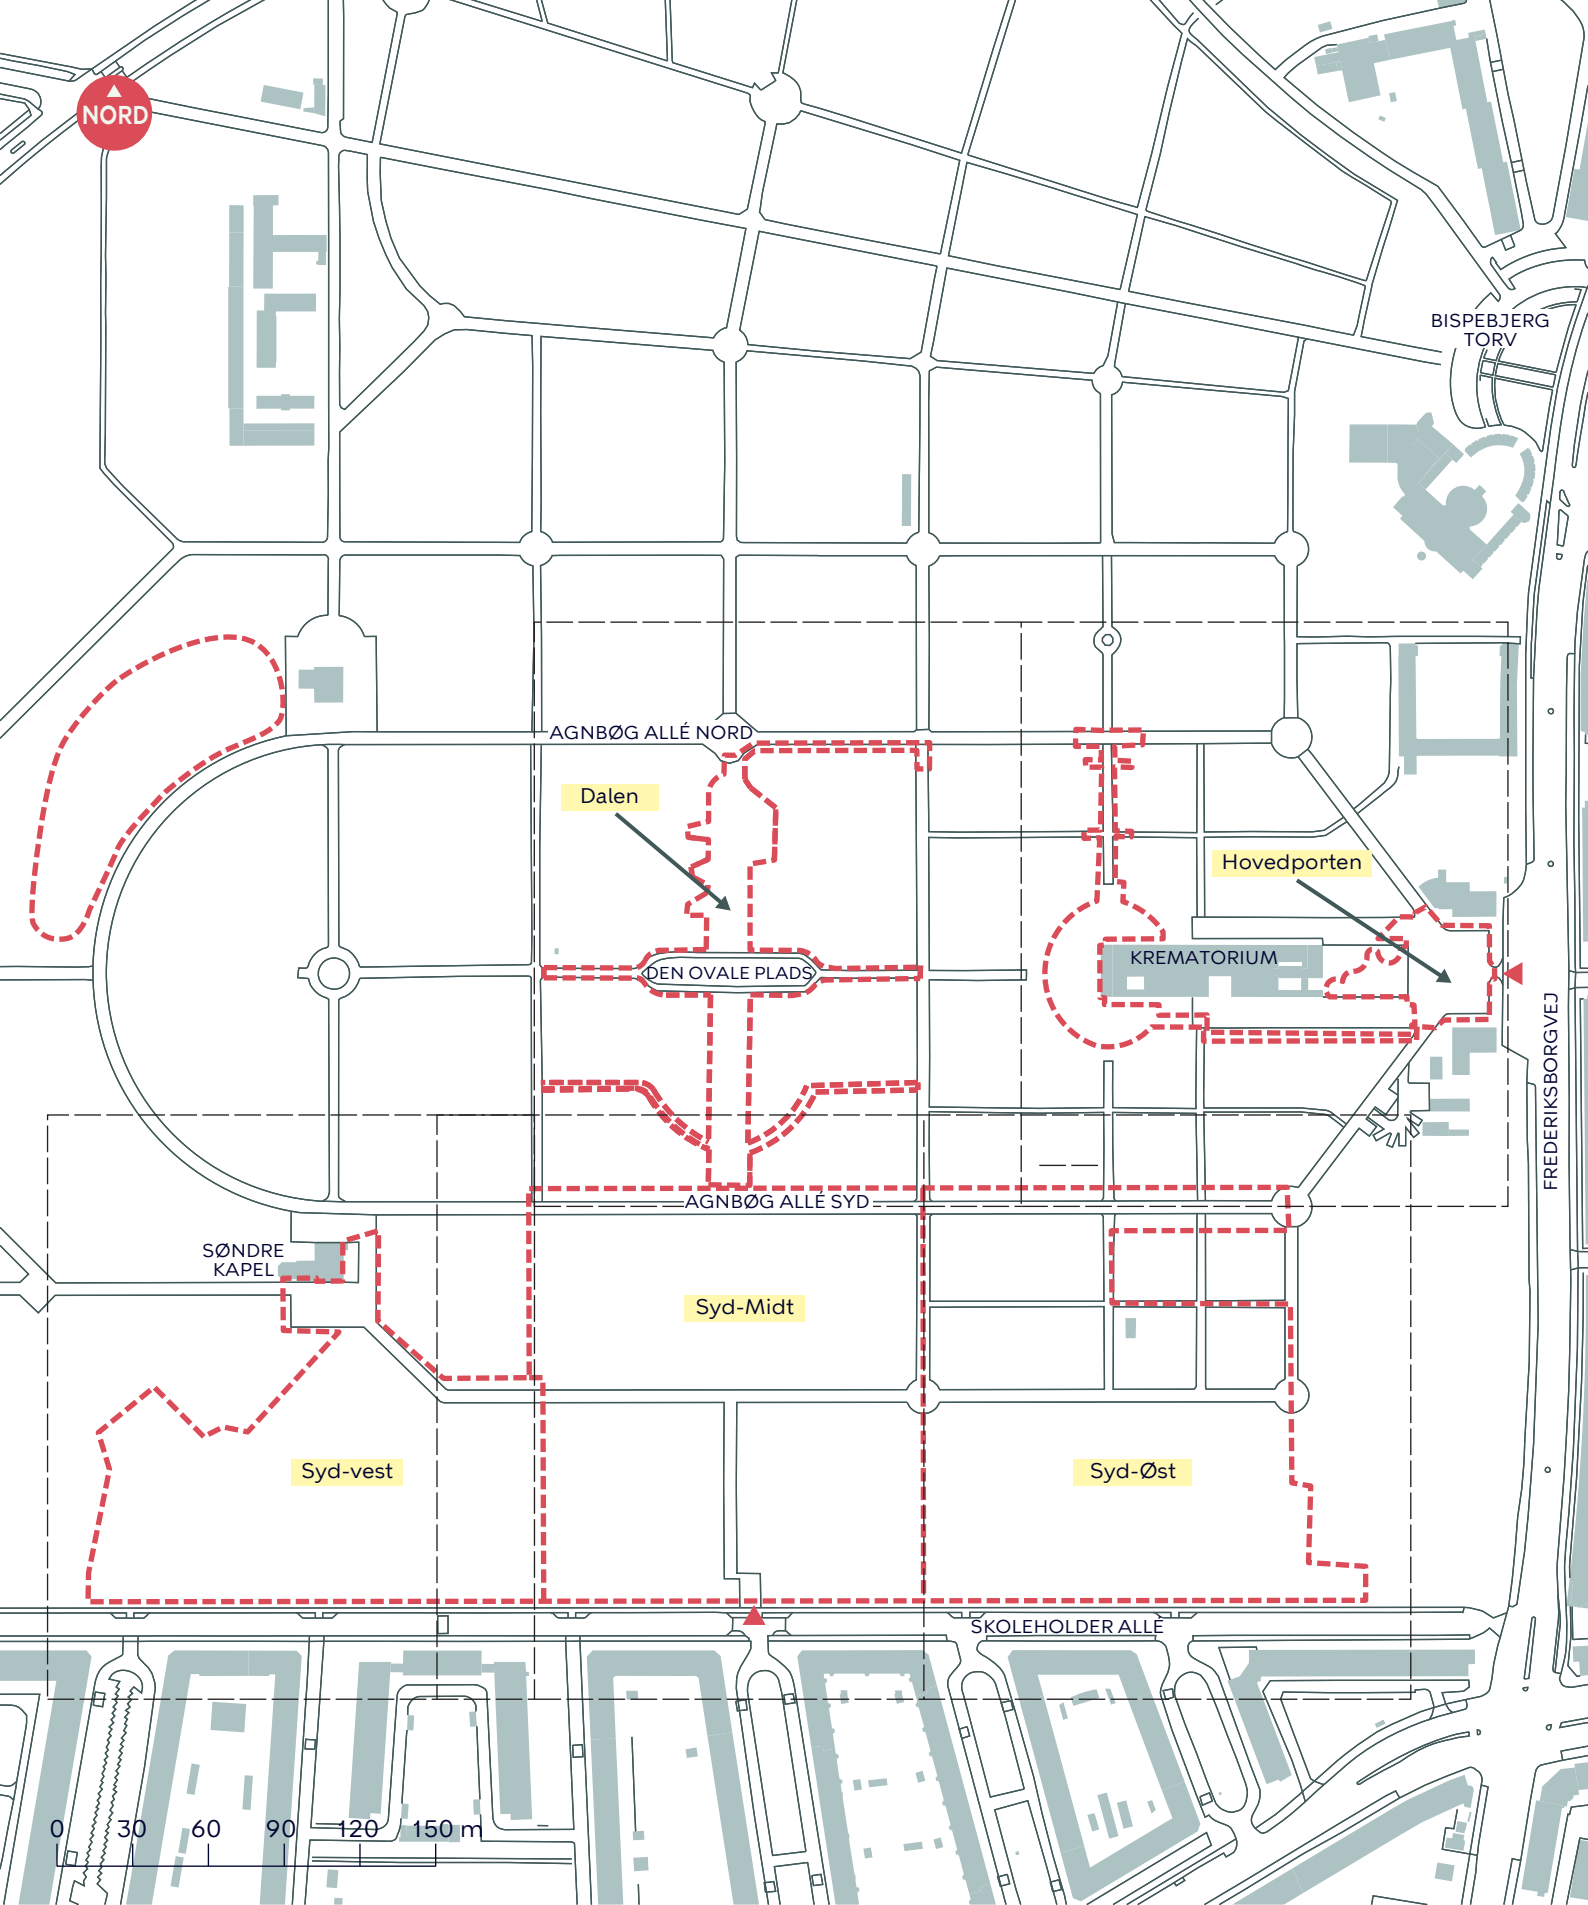 NORD
BISPEBJERG
TORV
AGNBØG ALLÉ NORD
Dalen
Hovedporten
KREMATORIUM
DEN OVALE PLADS
FREDERIKSBORGVEJ
AGNBØG ALLÉ SYD
SØNDRE
KAPEL
Syd-Midt
Syd-vest
Syd-Øst
SKOLEHOLDER ALLE
0 30 60 90 120 150 m